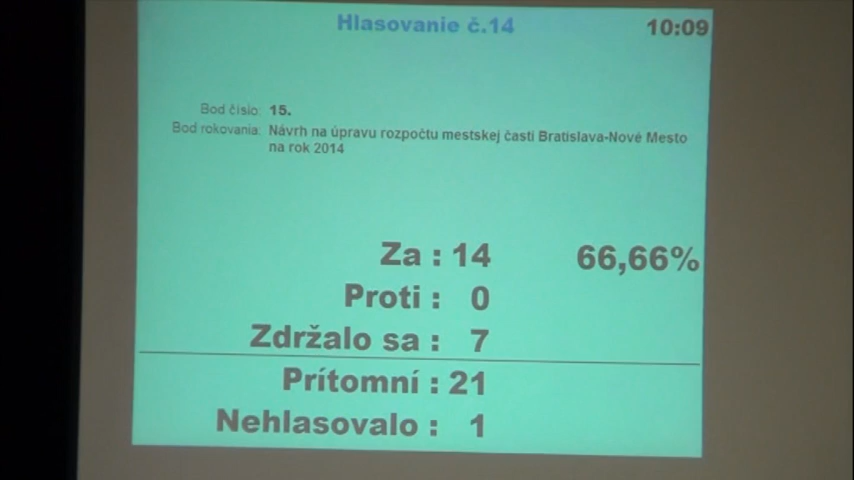 Hlasovanie č.14 10:09
Bod číslo: 15.
Bod rokovania: Návrh na úpravu rozpočtu mestskej častí Bratislava-Nové Mesto
na rok 2014
Za : 14 66,66%
Proti : 0
Zdržalo sa : 7
Prítomní : 21
Nehlasovalo : 1